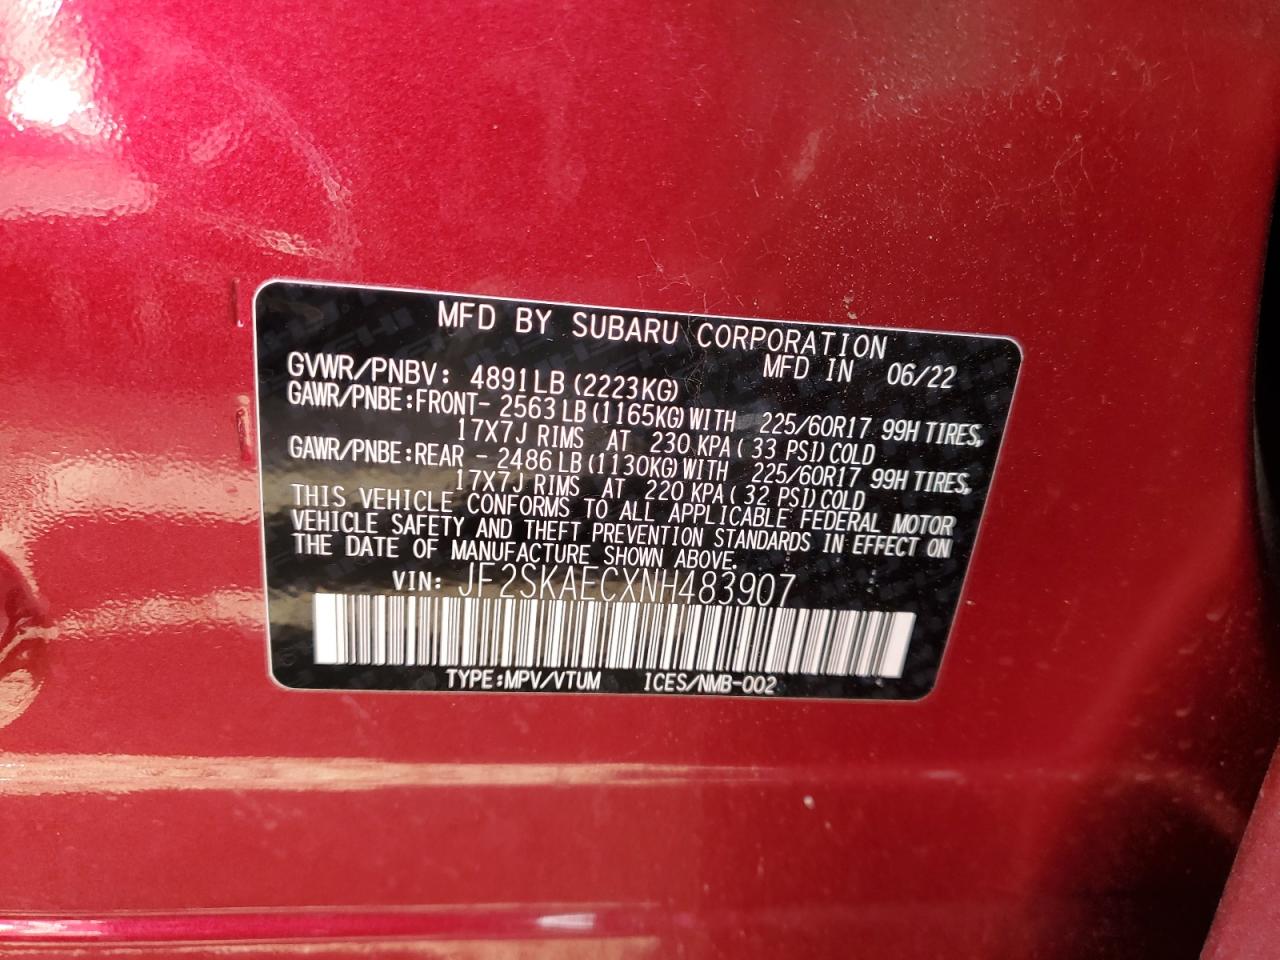 MFD BY SUBARU CORPORATION
MFD IN 06/22
GVWR/PNBV: 4891LB (2223KG)
GAWR/PNBE:FRONT- 2563 LB (1165KG) WITH 225/60R17 99H TIRES,
17X7J RIMS AT 230 KPA ( 33 PSI) COLD
GAWR/PNBE:REAR - 2486 LB (1130KG) WITH 225/60R17 99H TIRES,
17X7J RIMS AT 220 KPA ( 32 PSI) COLD
THIS VEHICLE CONFORMS TO ALL APPLICABLE FEDERAL MOTOR
VEHICLE SAFETY AND THEFT PREVENTION STANDARDS IN EFFECT ON
THE DATE OF MANUFACTURE SHOWN ABOVE.
VIN: JF2SKAECXNH483907
TYPE:MPV/VTUM ICES/NMB-002